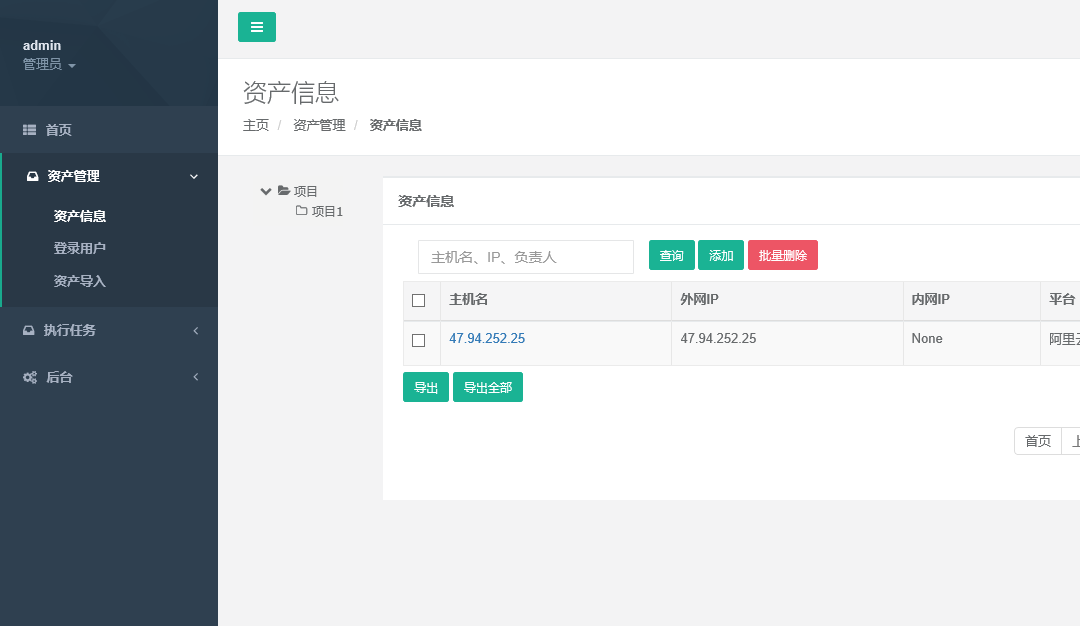 admin
管理员
首页
资产管理
资产信息
登录用户
资产导入
执行任务
后台
资产信息
主页 / 资产管理 / 资产信息
项目
项目1
资产信息
主机名、IP、负责人 查询 添加 批量删除
主机名 外网IP 内网IP 平台
47.94.252.25 47.94.252.25 None 阿里云
导出 导出全部
首页 上